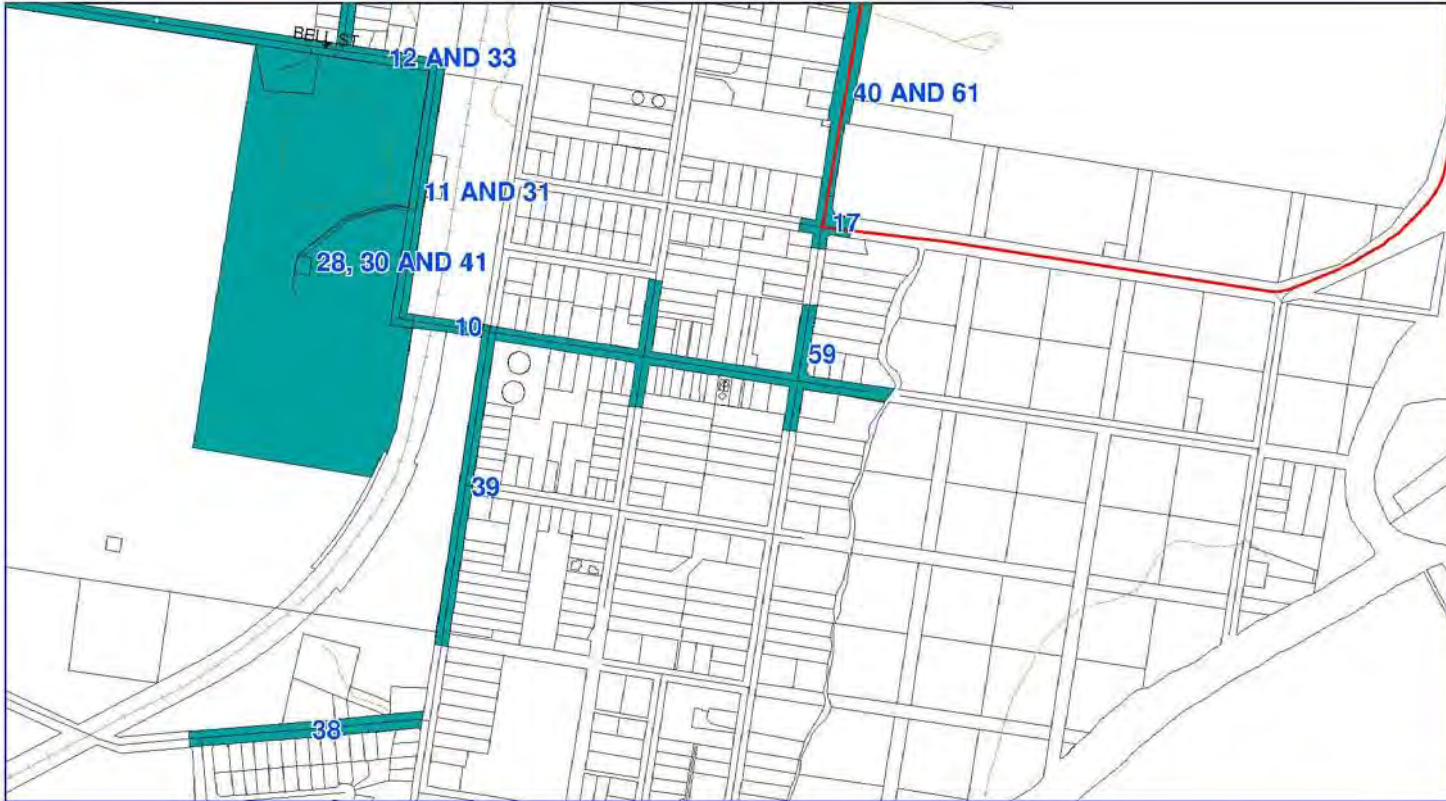 BELL ST
12 AND 33
40 AND 61
11 AND 31
17
28, 30 AND 41
10
59
39
38